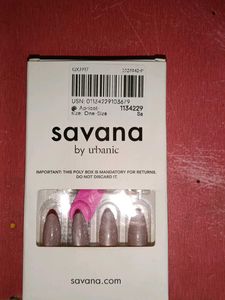 USN: 01134229103679
Apricot 1134229
Size: One Size
savana
by urbanic
IMPORTANT: THIS POLY BOX IS MANDATORY FOR RETURNS.
DO NOT DISCARD IT.
savana.com